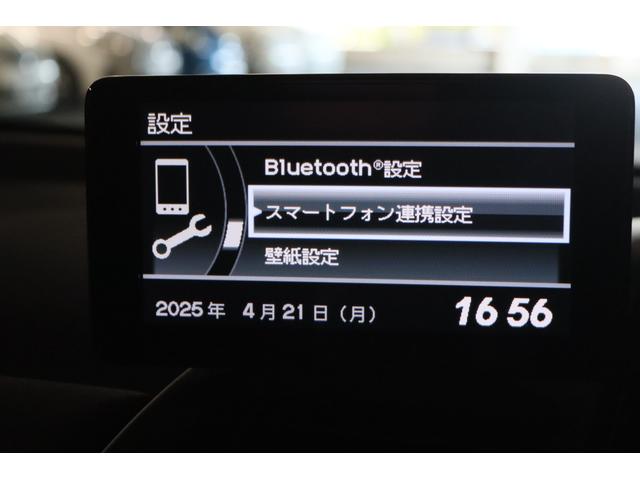 設定
Bluetooth®設定
スマートフォン連携設定
壁紙設定
2025年 4月21日（月） 16 56